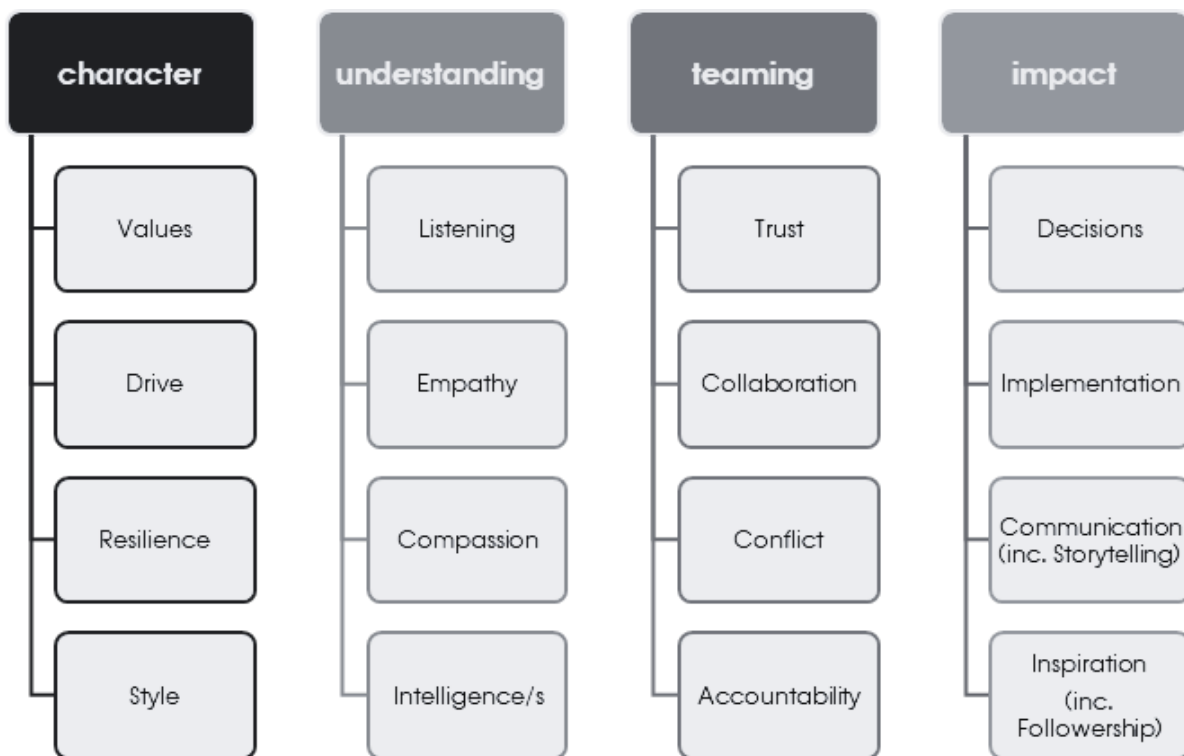 character
Values
Drive
Resilience
Style
understanding
Listening
Empathy
Compassion
Intelligence/s
teaming
Trust
Collaboration
Conflict
Accountability
impact
Decisions
Implementation
Communication
(inc. Storytelling)
Inspiration
(inc.
Followership)